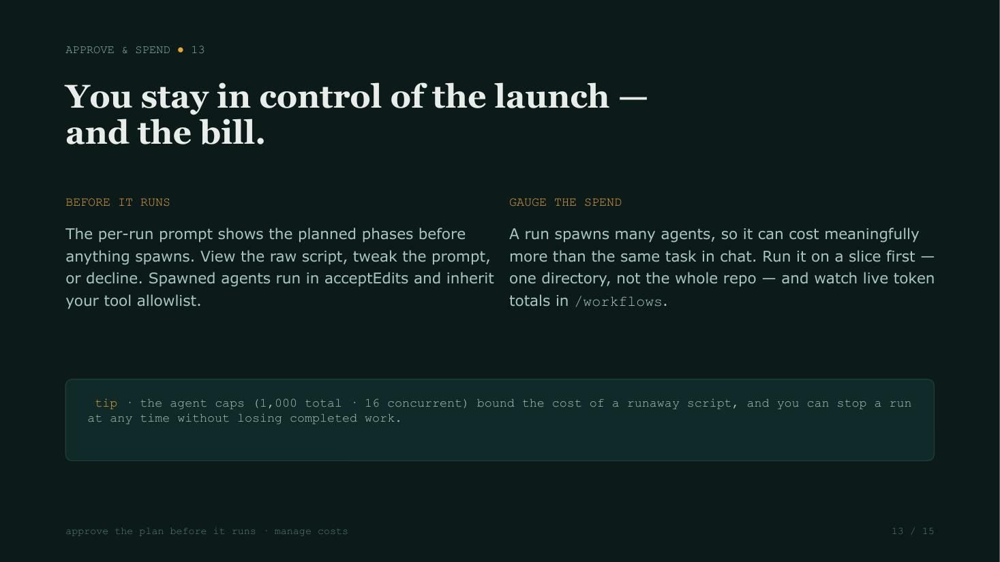 APPROVE & SPEND ● 13
You stay in control of the launch —
and the bill.
BEFORE IT RUNS
The per-run prompt shows the planned phases before
anything spawns. View the raw script, tweak the prompt,
or decline. Spawned agents run in acceptEdits and inherit
your tool allowlist.
GAUGE THE SPEND
A run spawns many agents, so it can cost meaningfully
more than the same task in chat. Run it on a slice first —
one directory, not the whole repo — and watch live token
totals in /workflows.
tip · the agent caps (1,000 total · 16 concurrent) bound the cost of a runaway script, and you can stop a run
at any time without losing completed work.
approve the plan before it runs · manage costs
13 / 15